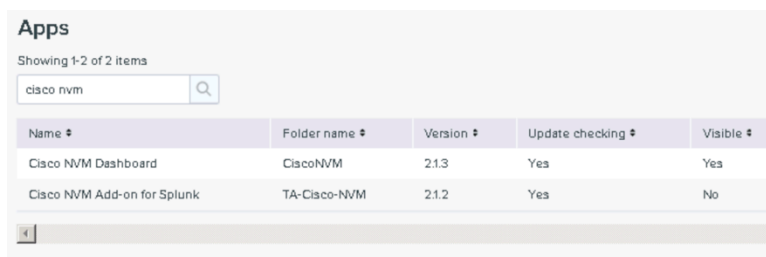 Apps
Showing 1-2 of 2 items
cisco nvm
Name Folder name Version Update checking Visible
Cisco NVM Dashboard CiscoNVM 2.1.3 Yes Yes
Cisco NVM Add-on for Splunk TA-Cisco-NVM 2.1.2 Yes No